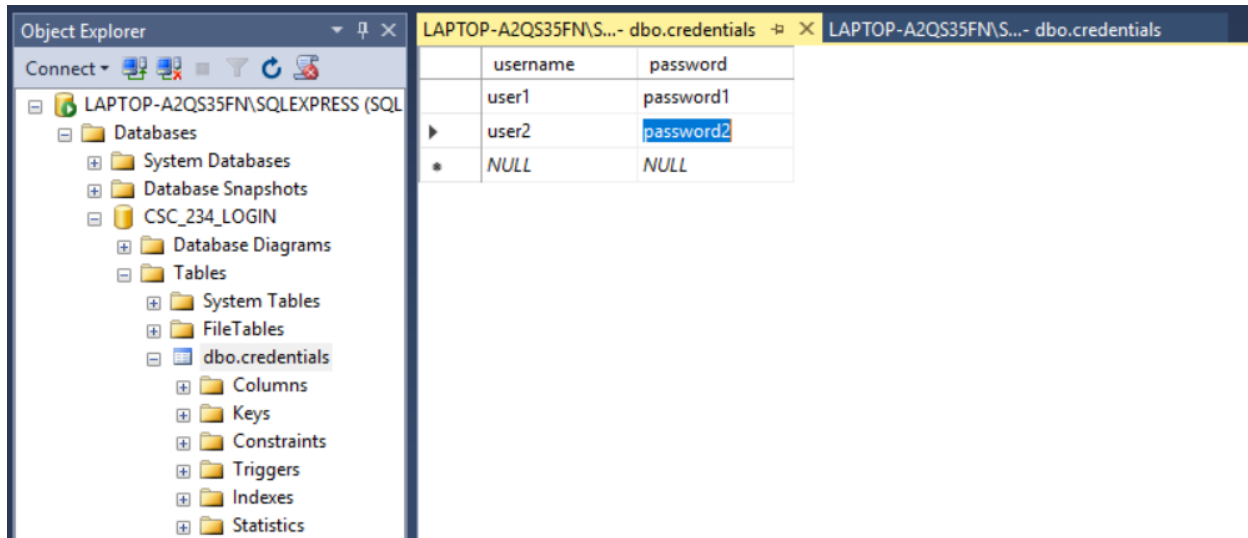 Object Explorer
Connect
LAPTOP-A2QS35FN\SQLEXPRESS (SQL
Databases
System Databases
Database Snapshots
CSC_234_LOGIN
Database Diagrams
Tables
System Tables
FileTables
dbo.credentials
Columns
Keys
Constraints
Triggers
Indexes
Statistics
LAPTOP-A2QS35FN\S...- dbo.credentials
LAPTOP-A2QS35FN\S...- dbo.credentials
username password
user1 password1
user2 password2
NULL NULL